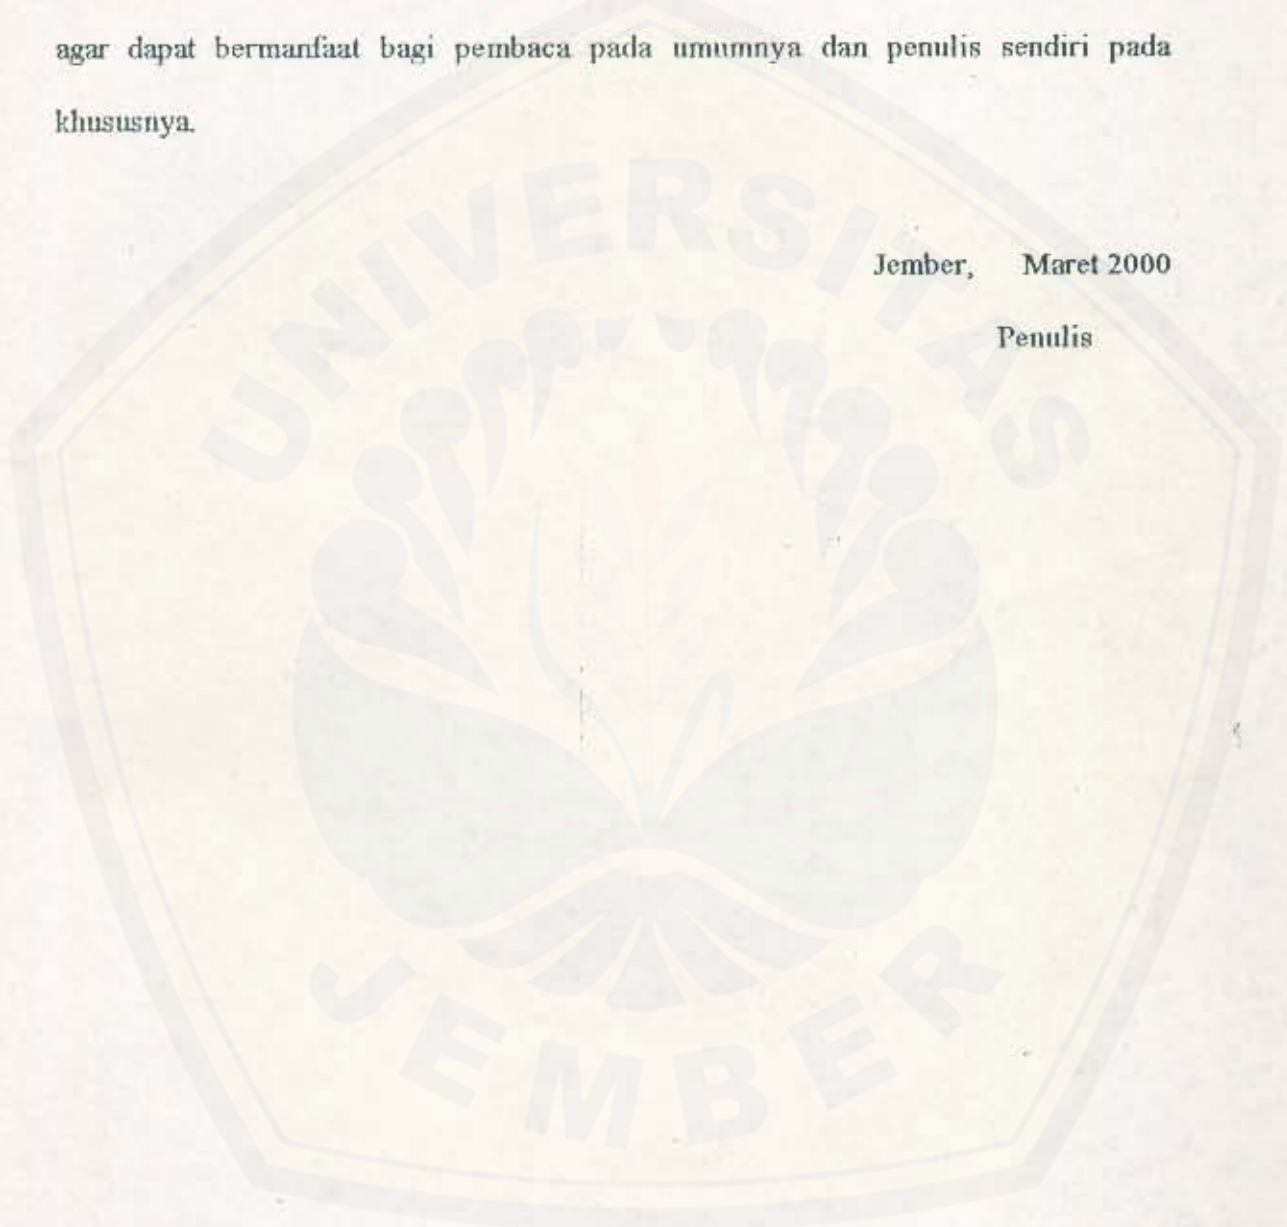 agar dapat bermanfaat bagi pembaca pada umumnya dan penulis sendiri pada
khususnya.
Jember, Maret 2000
Penulis
UNIVERSITAS
JEMBER